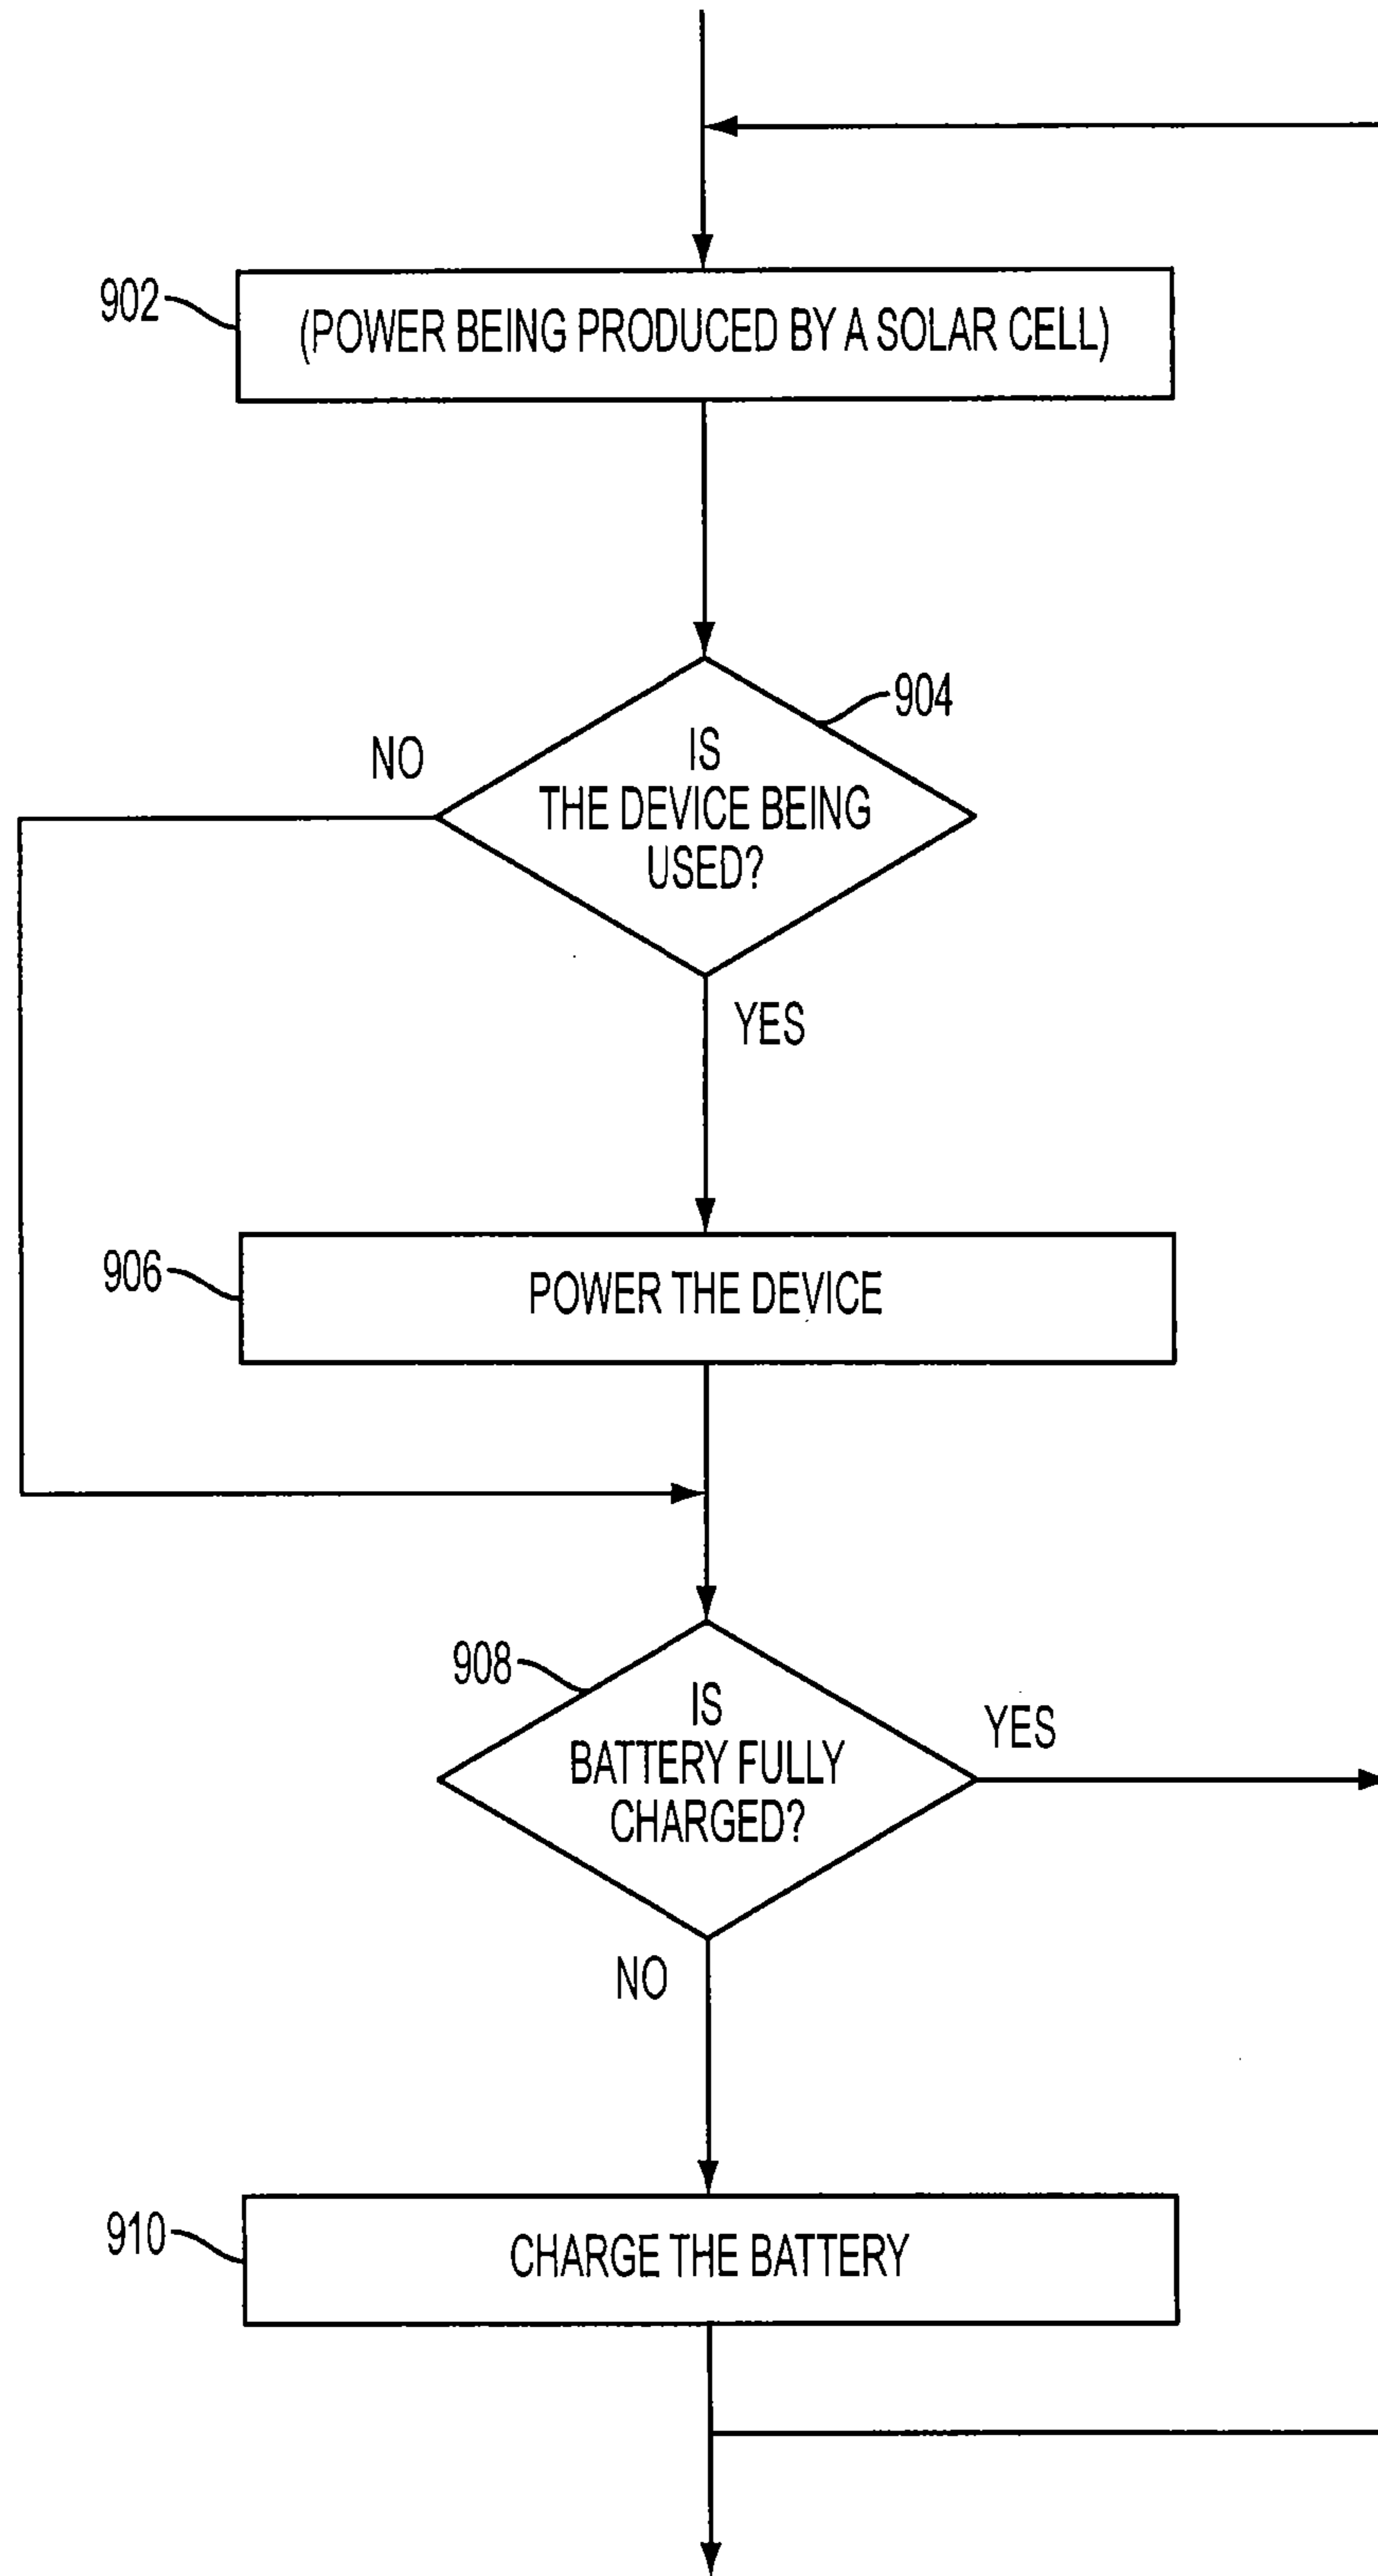 902
(POWER BEING PRODUCED BY A SOLAR CELL)
904
NO
IS
THE DEVICE BEING
USED?
YES
906
POWER THE DEVICE
908
IS
BATTERY FULLY
CHARGED?
YES
NO
910
CHARGE THE BATTERY